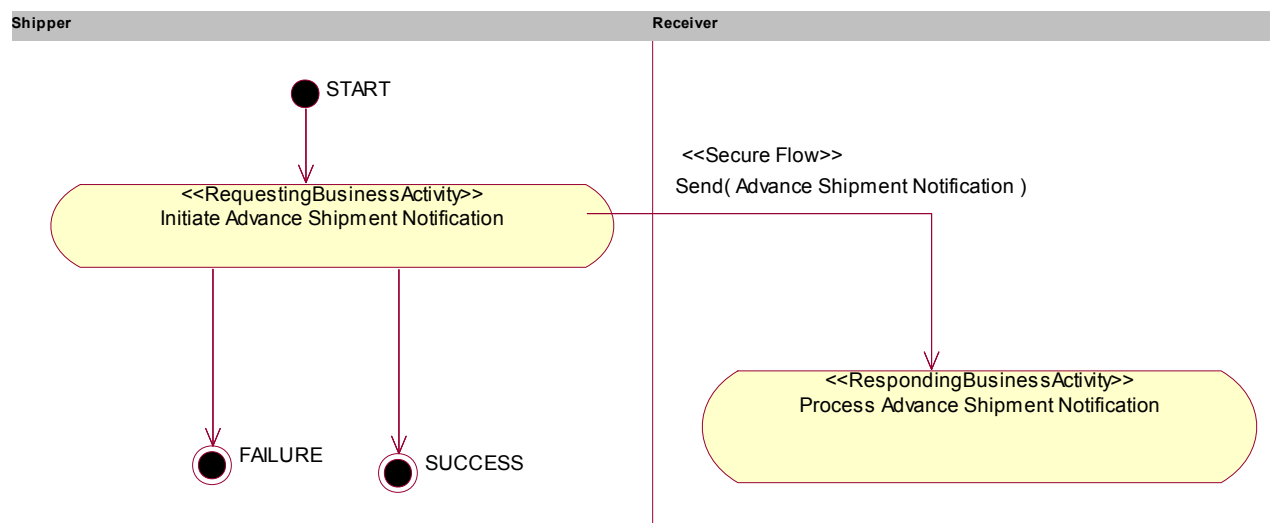 Shipper
Receiver
START
<<Secure Flow>>
Send( Advance Shipment Notification )
<<RequestingBusinessActivity>>
Initiate Advance Shipment Notification
<<RespondingBusinessActivity>>
Process Advance Shipment Notification
FAILURE
SUCCESS